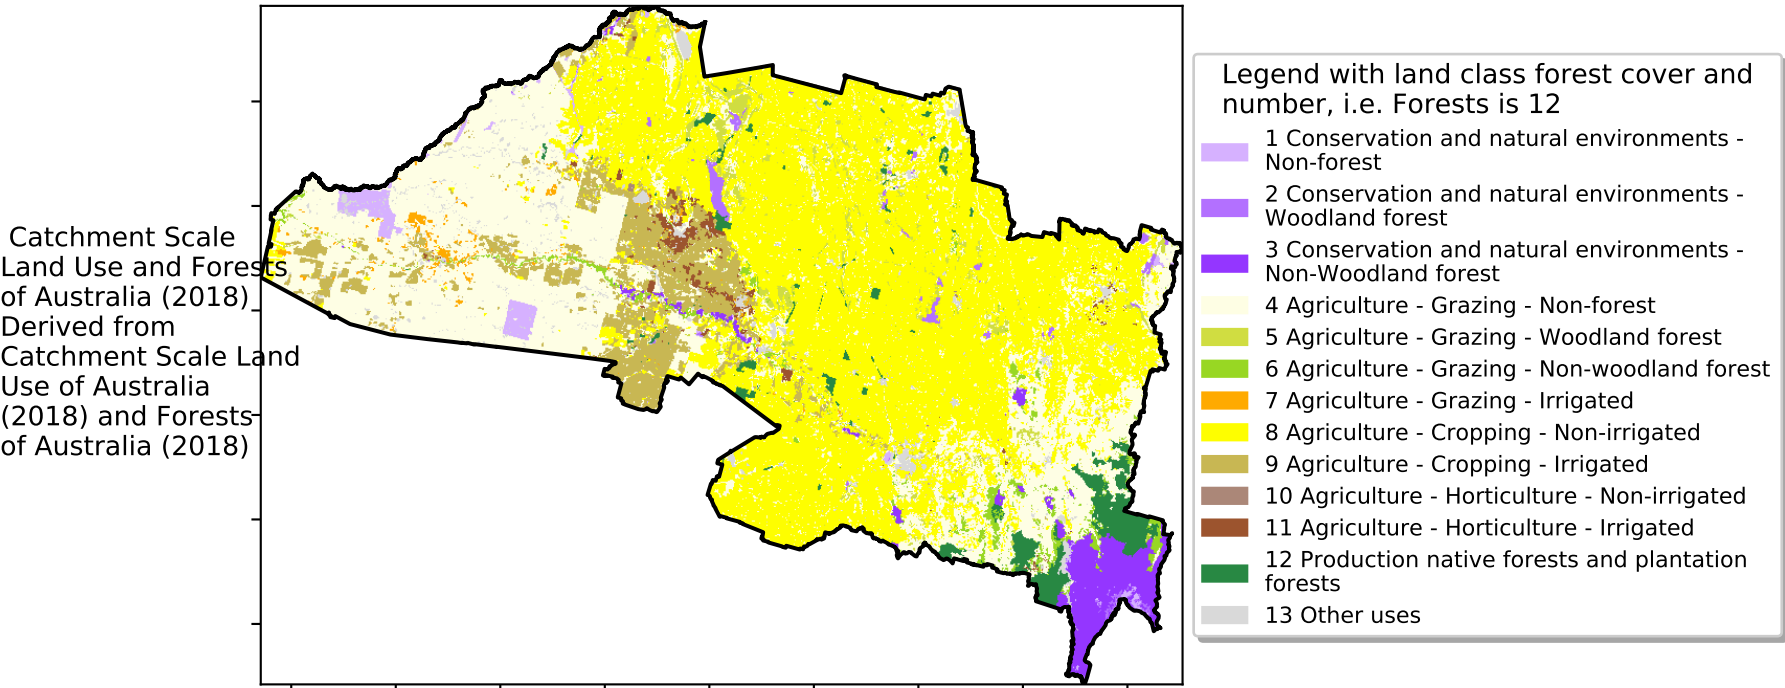 Catchment Scale
Land Use and Forests
of Australia (2018)
Derived from
Catchment Scale Land
Use of Australia
(2018) and Forests
of Australia (2018)
Legend with land class forest cover and
number, i.e. Forests is 12
1 Conservation and natural environments -
Non-forest
2 Conservation and natural environments -
Woodland forest
3 Conservation and natural environments -
Non-Woodland forest
4 Agriculture - Grazing - Non-forest
5 Agriculture - Grazing - Woodland forest
6 Agriculture - Grazing - Non-woodland forest
7 Agriculture - Grazing - Irrigated
8 Agriculture - Cropping - Non-irrigated
9 Agriculture - Cropping - Irrigated
10 Agriculture - Horticulture - Non-irrigated
11 Agriculture - Horticulture - Irrigated
12 Production native forests and plantation
forests
13 Other uses